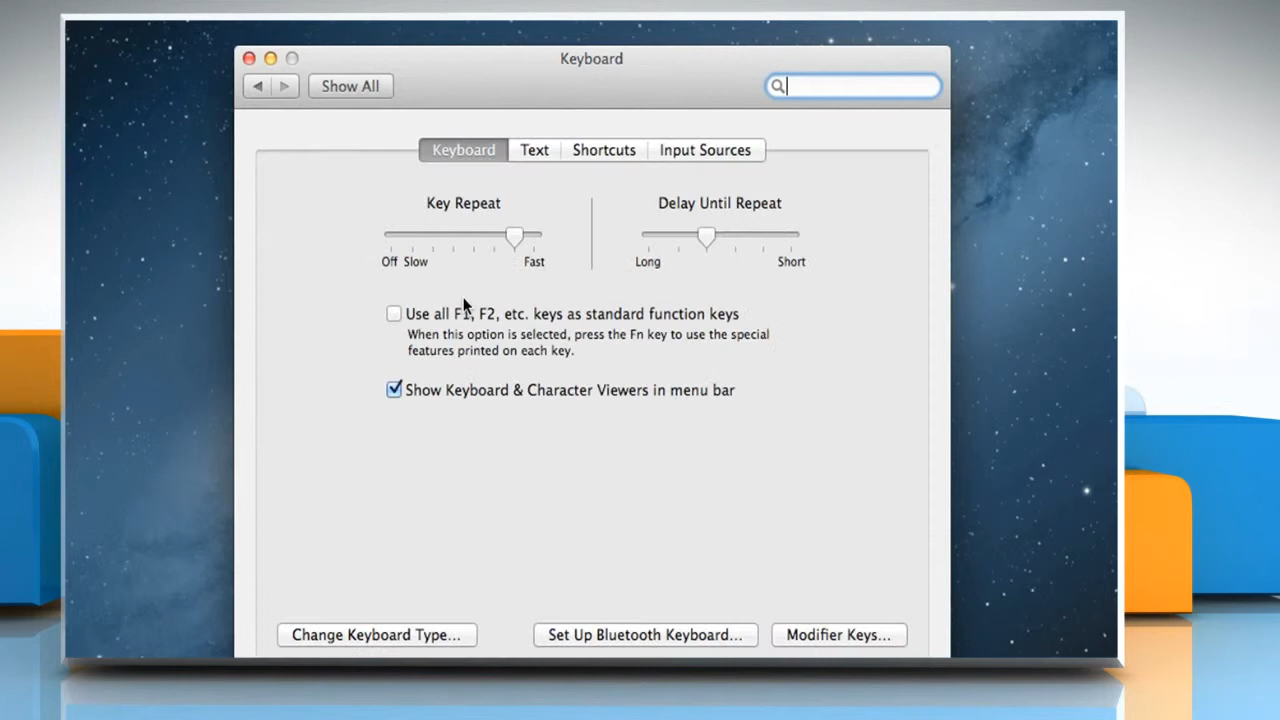 Keyboard
Show All
Keyboard Text Shortcuts Input Sources
Key Repeat
Delay Until Repeat
Off Slow Fast
Long Short
Use all F1, F2, etc. keys as standard function keys
When this option is selected, press the Fn key to use the special
features printed on each key.
Show Keyboard & Character Viewers in menu bar
Change Keyboard Type...
Set Up Bluetooth Keyboard...
Modifier Keys...